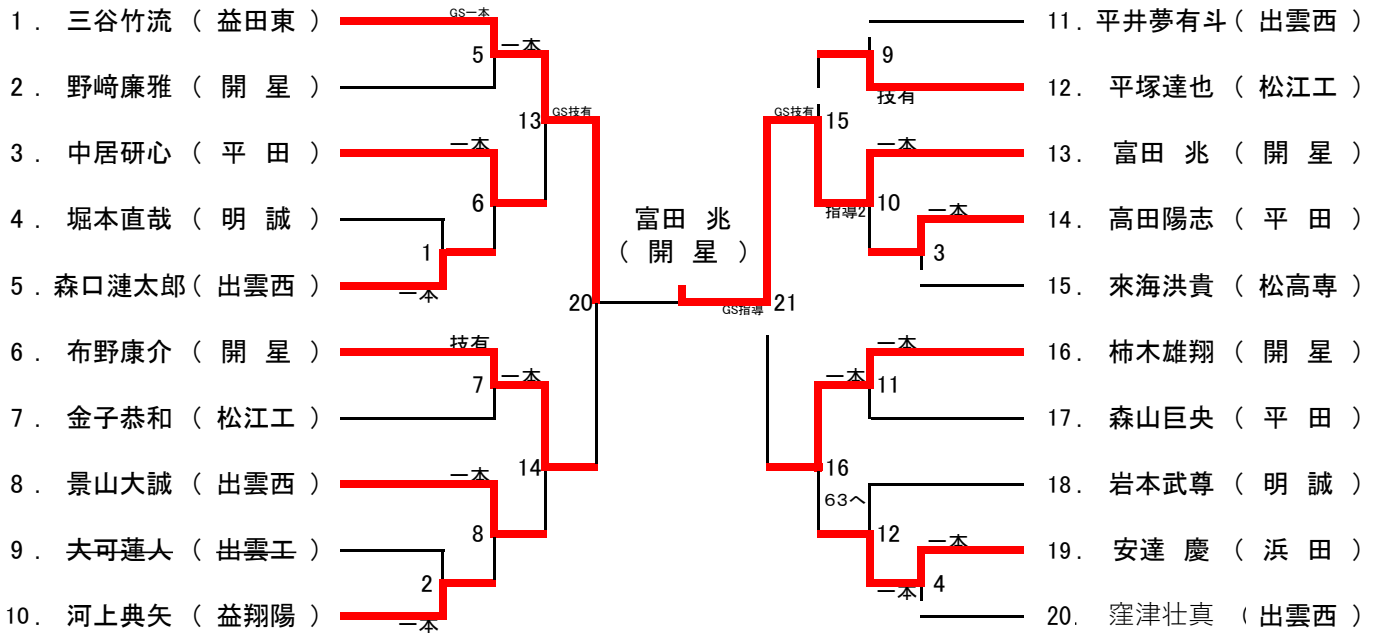 1. 三谷竹流 ( 益田東 )
2. 野﨑廉雅 ( 開 星 )
3. 中居研心 ( 平 田 )
4. 堀本直哉 ( 明 誠 )
5. 森口漣太郎( 出雲西 )
6. 布野康介 ( 開 星 )
7. 金子恭和 ( 松江工 )
8. 景山大誠 ( 出雲西 )
9. 大可蓮人 ( 出雲工 )
10. 河上典矢 ( 益翔陽 )
GS一本
5
一本
13
GS技有
一本
6
1
一本
20
技有
7
一本
14
一本
8
2
一本
富田 兆
( 開 星 )
GS指導
21
GS技有
15
9
技有
一本
10
指導2
一本
3
一本
11
一本
16
63へ
12
一本
4
一本
11. 平井夢有斗( 出雲西 )
12. 平塚達也 ( 松江工 )
13. 富田 兆 ( 開 星 )
14. 高田陽志 ( 平 田 )
15. 來海洪貴 ( 松高専 )
16. 柿木雄翔 ( 開 星 )
17. 森山巨央 ( 平 田 )
18. 岩本武尊 ( 明 誠 )
19. 安達 慶 ( 浜 田 )
20. 窪津壮真 ( 出雲西 )